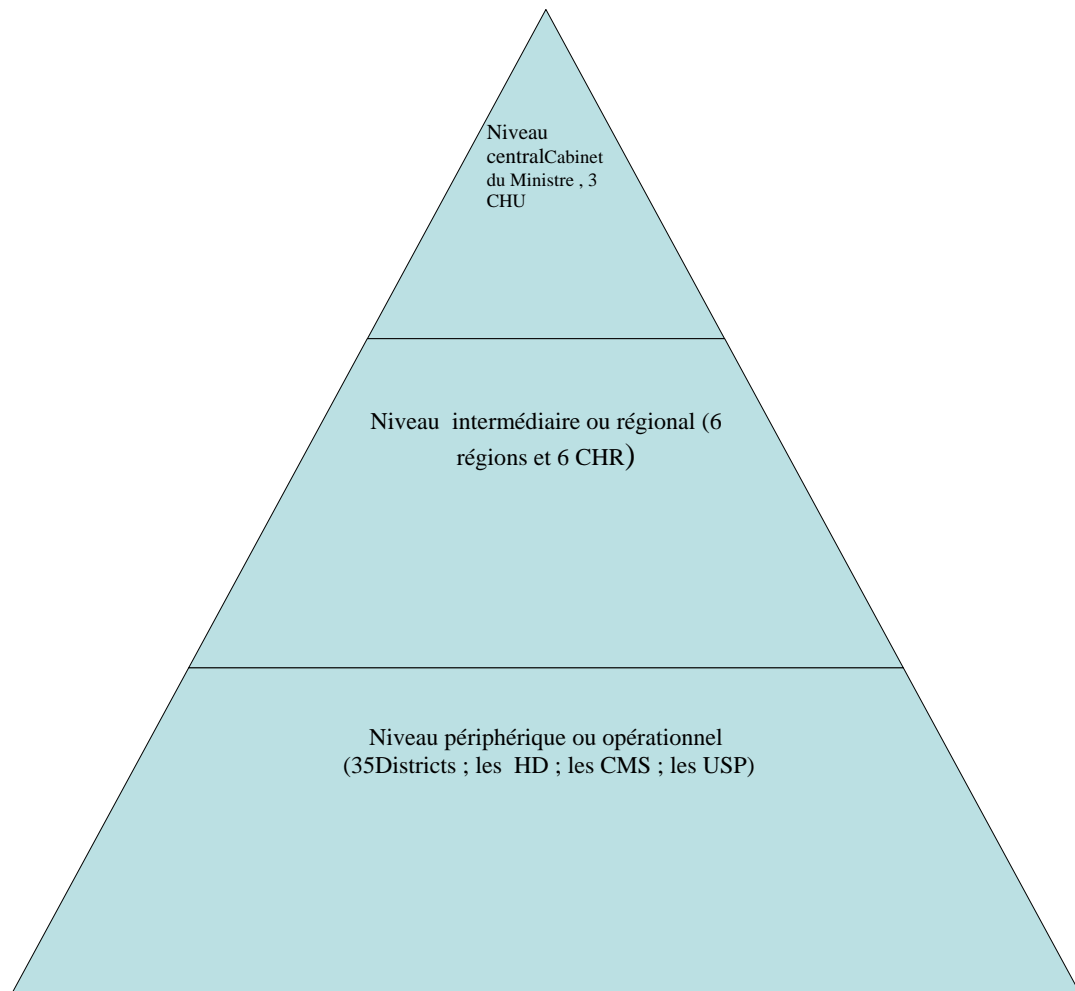 Niveau
centralCabinet
du Ministre , 3
CHU
Niveau intermédiaire ou régional (6
régions et 6 CHR)
Niveau périphérique ou opérationnel
(35Districts ; les HD ; les CMS ; les USP)